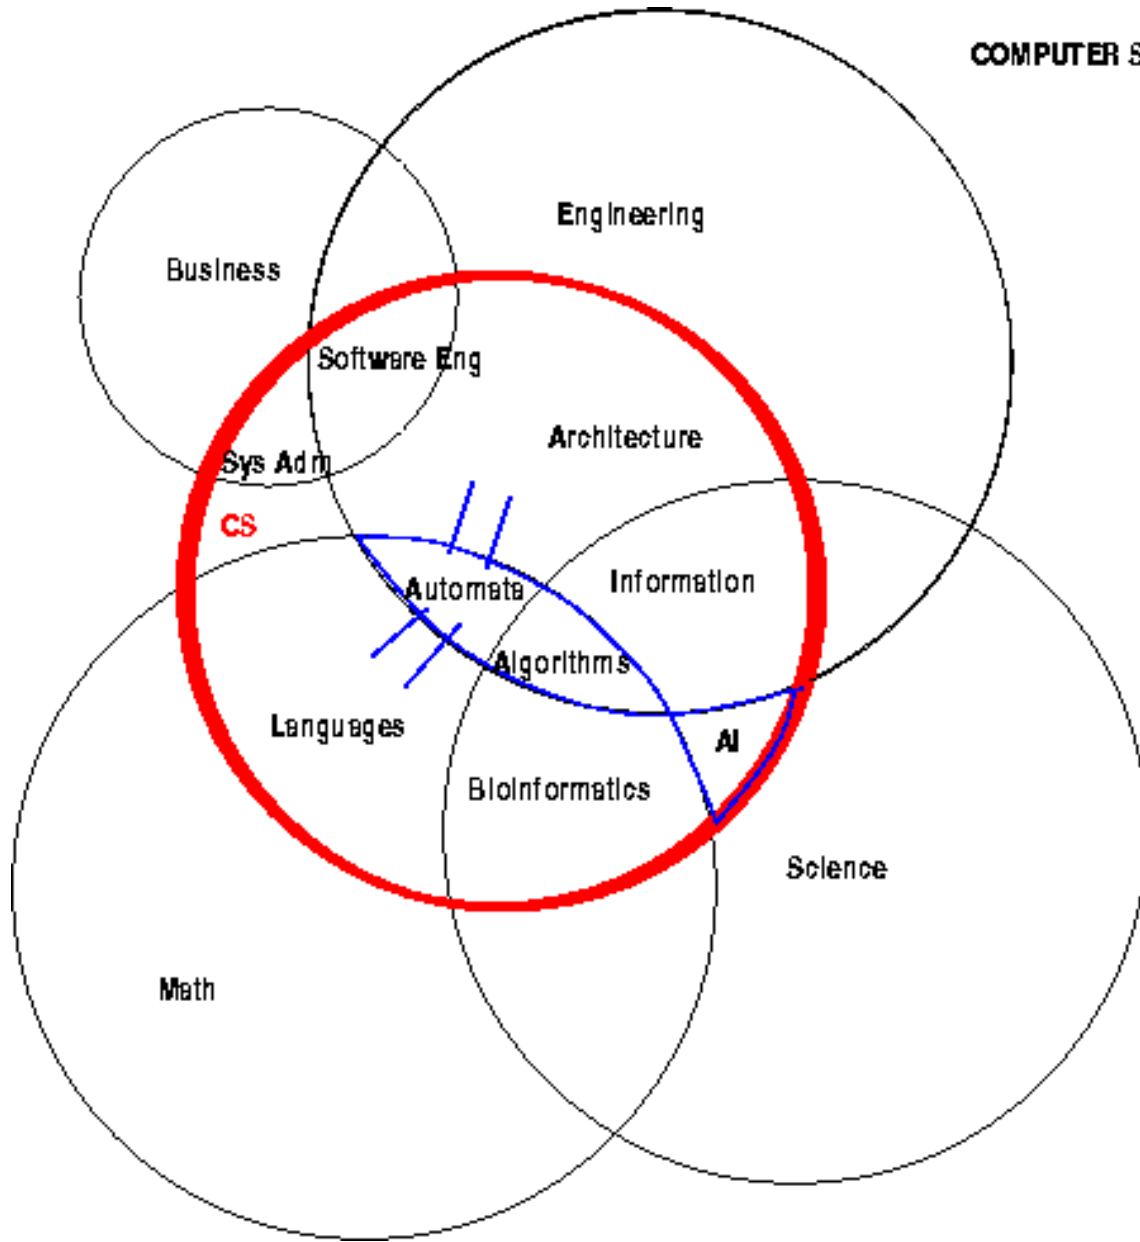 COMPUTER S
Engineering
Business
Software Eng
Architecture
Sys Adm
CS
Automata
Information
Algorithms
Languages
AI
Bioinformatics
Science
Math